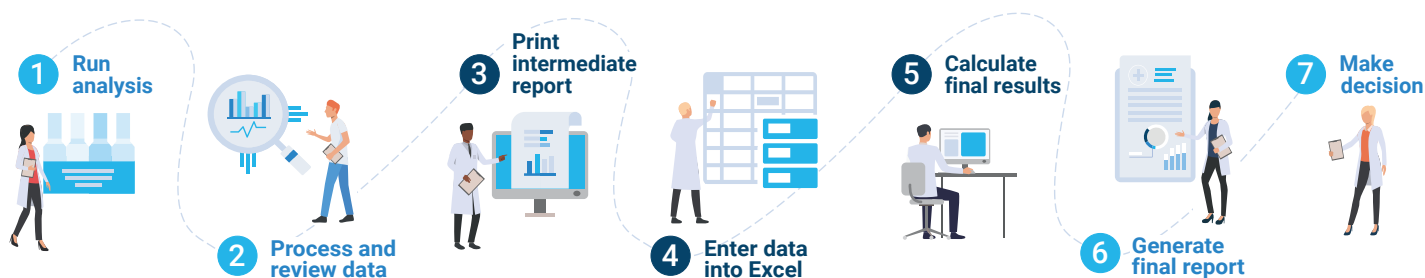 1
Run
analysis
2
Process and
review data
3
Print
intermediate
report
4
Enter data
into Excel
5
Calculate
final results
6
Generate
final report
7
Make
decision